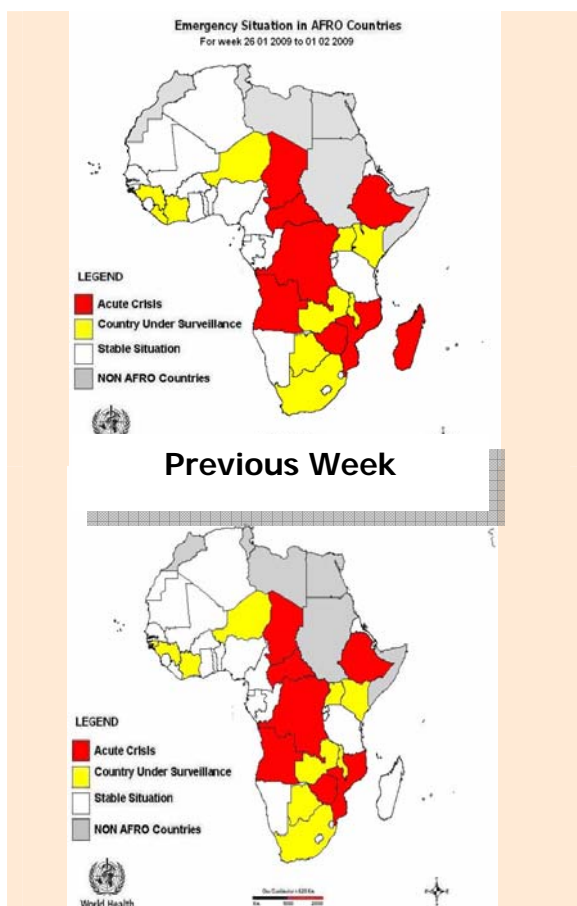 Emergency Situation in AFRO Countries
For week 26 01 2009 to 01 02 2009
LEGEND
Acute Crisis
Country Under Surveillance
Stable Situation
NON AFRO Countries
Previous Week
LEGEND
Acute Crisis
Country Under Surveillance
Stable Situation
NON AFRO Countries
World Health